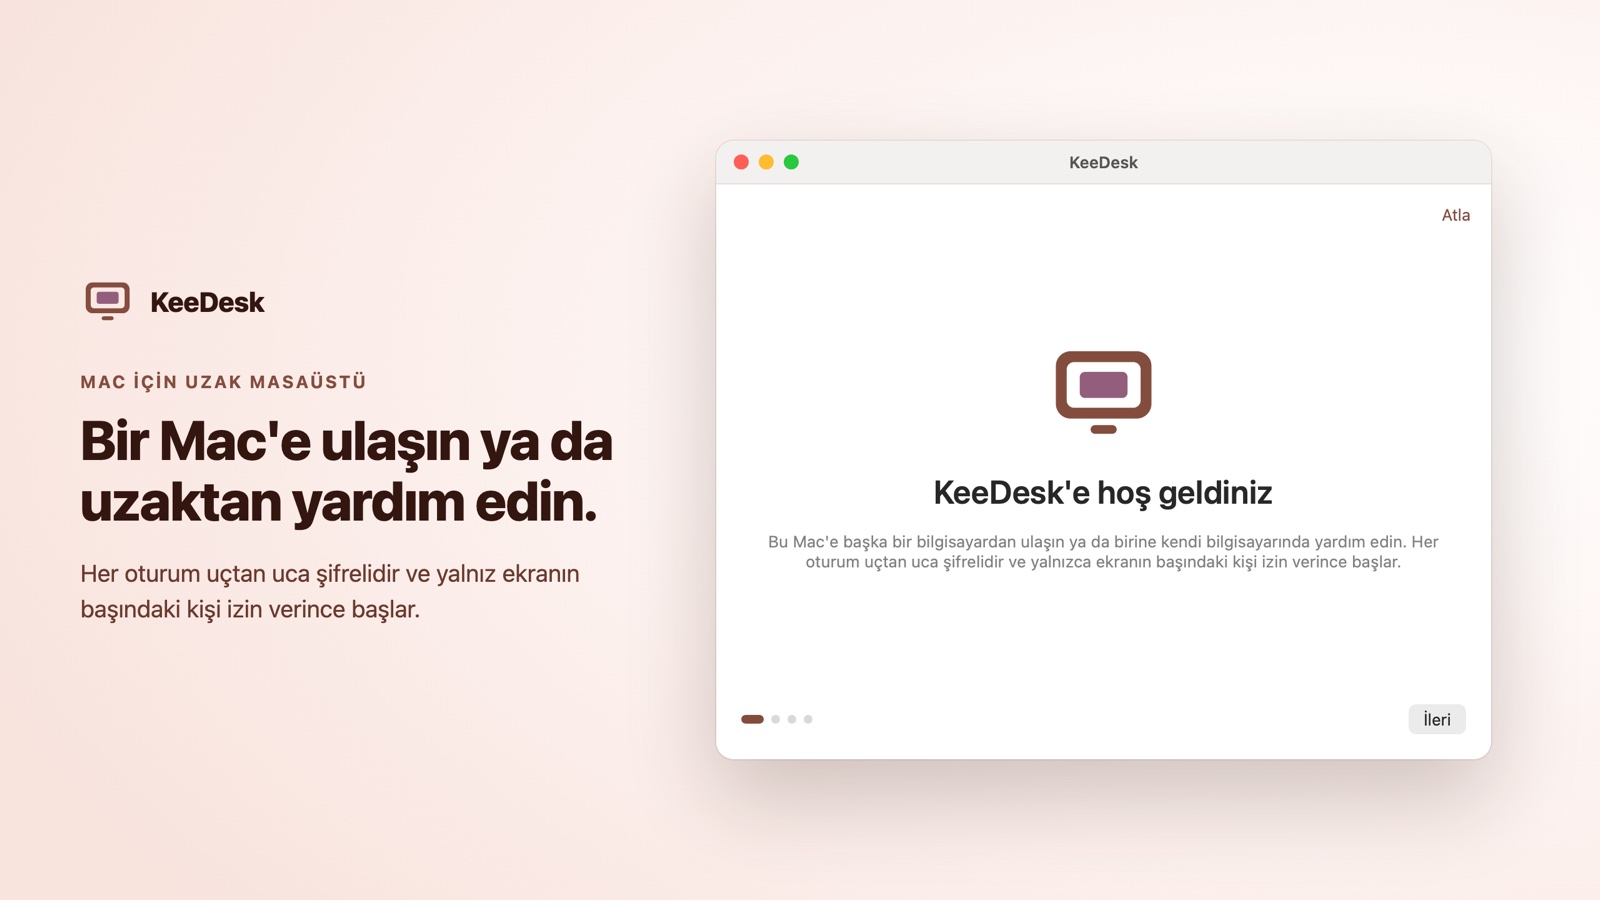 KeeDesk
MAC İÇİN UZAK MASAÜSTÜ
Bir Mac'e ulaşın ya da
uzaktan yardım edin.
Her oturum uçtan uca şifrelidir ve yalnız ekranın
başındaki kişi izin verince başlar.
KeeDesk
Atla
KeeDesk'e hoş geldiniz
Bu Mac'e başka bir bilgisayardan ulaşın ya da birine kendi bilgisayarında yardım edin. Her
oturum uçtan uca şifrelidir ve yalnızca ekranın başındaki kişi izin verince başlar.
İleri